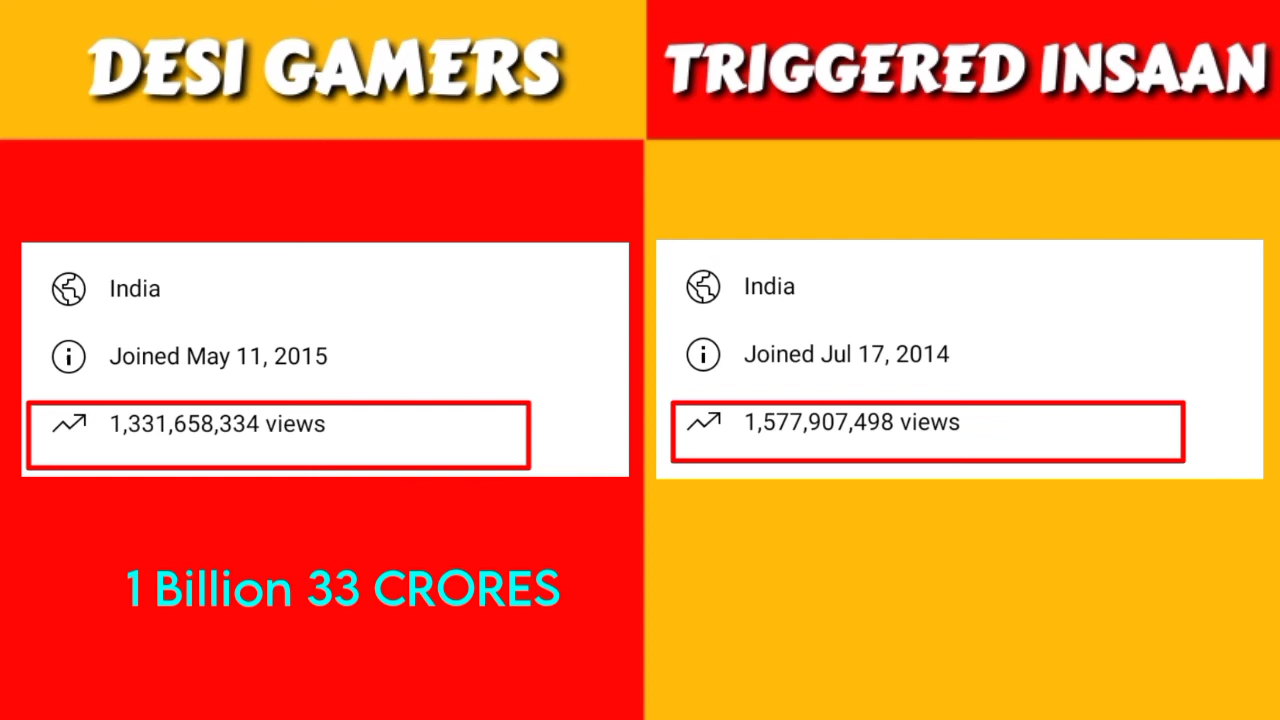 DESI GAMERS
TRIGGERED INSAAN
India
Joined May 11, 2015
1,331,658,334 views
India
Joined Jul 17, 2014
1,577,907,498 views
1 Billion 33 CRORES